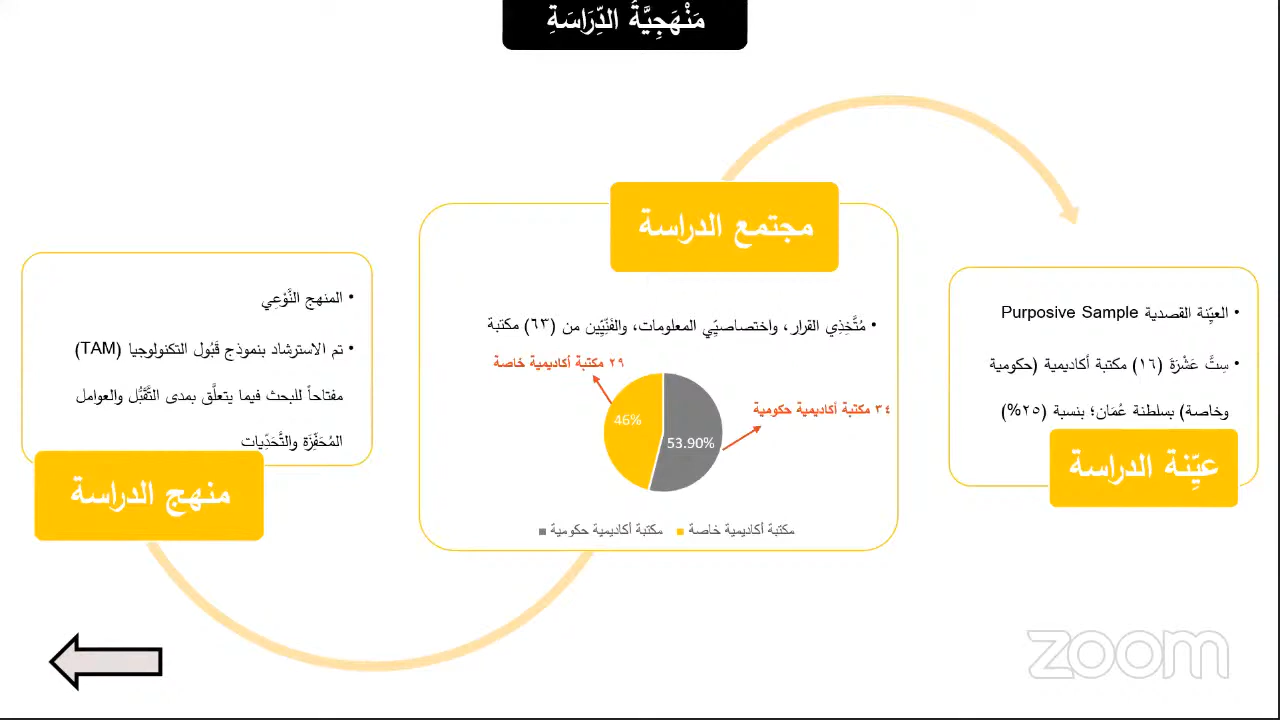 مَنْهَجِيَّةُ الدِّرَاسَةِ
منهج الدراسة
• المنهج النَّوْعِي
• تم الاسترشاد بنموذج قَبُول التكنولوجيا (TAM)
مفتاحاً للبحث فيما يتعلَّق بمدى التَّقَبُّل والعوامل
المُحَفِّزَة والتَّحَدِّيات
مجتمع الدراسة
• مُتَّخِذِي القرار، واختصاصيّي المعلومات، والفَنِّيِّين من (٦٣) مكتبة
٢٩ مكتبة أكاديمية خاصة
٣٤ مكتبة أكاديمية حكومية
46%
53.90%
مكتبة أكاديمية خاصة
مكتبة أكاديمية حكومية
عيِّنة الدراسة
• العيِّنة القصدية Purposive Sample
• سِتَّ عَشْرَةَ (١٦) مكتبة أكاديمية (حكومية
وخاصة) بسلطنة عُمَان؛ بنسبة (٢٥%)
zoom